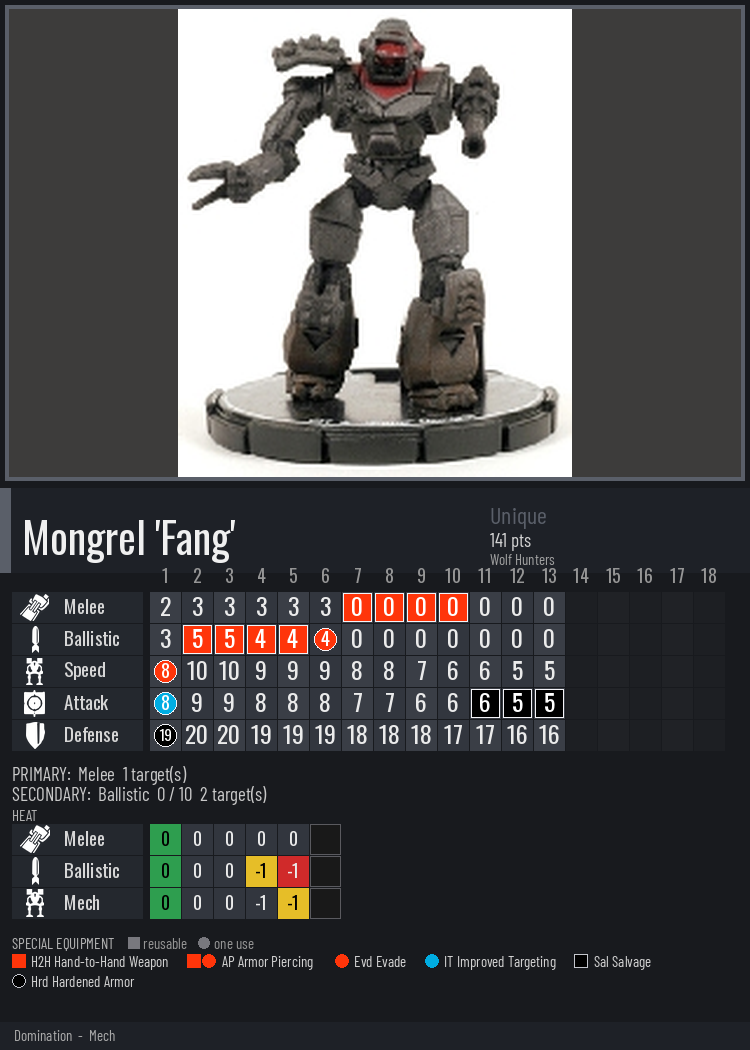 Mongrel 'Fang'
Unique
141 pts
Wolf Hunters
1 2 3 4 5 6 7 8 9 10 11 12 13 14 15 16 17 18
Melee 2 3 3 3 3 3 0 0 0 0 0 0 0
Ballistic 3 5 5 4 4 4 0 0 0 0 0 0 0
Speed 8 10 10 9 9 9 8 8 7 6 6 5 5
Attack 8 9 9 8 8 8 7 7 6 6 6 5 5
Defense 19 20 20 19 19 19 18 18 18 17 17 16 16
PRIMARY: Melee 1 target(s)
SECONDARY: Ballistic 0 / 10 2 target(s)
HEAT
Melee 0 0 0 0 0
Ballistic 0 0 0 -1 -1
Mech 0 0 0 -1 -1
SPECIAL EQUIPMENT reusable one use
H2H Hand-to-Hand Weapon AP Armor Piercing Evd Evade IT Improved Targeting Sal Salvage
Hrd Hardened Armor
Domination - Mech